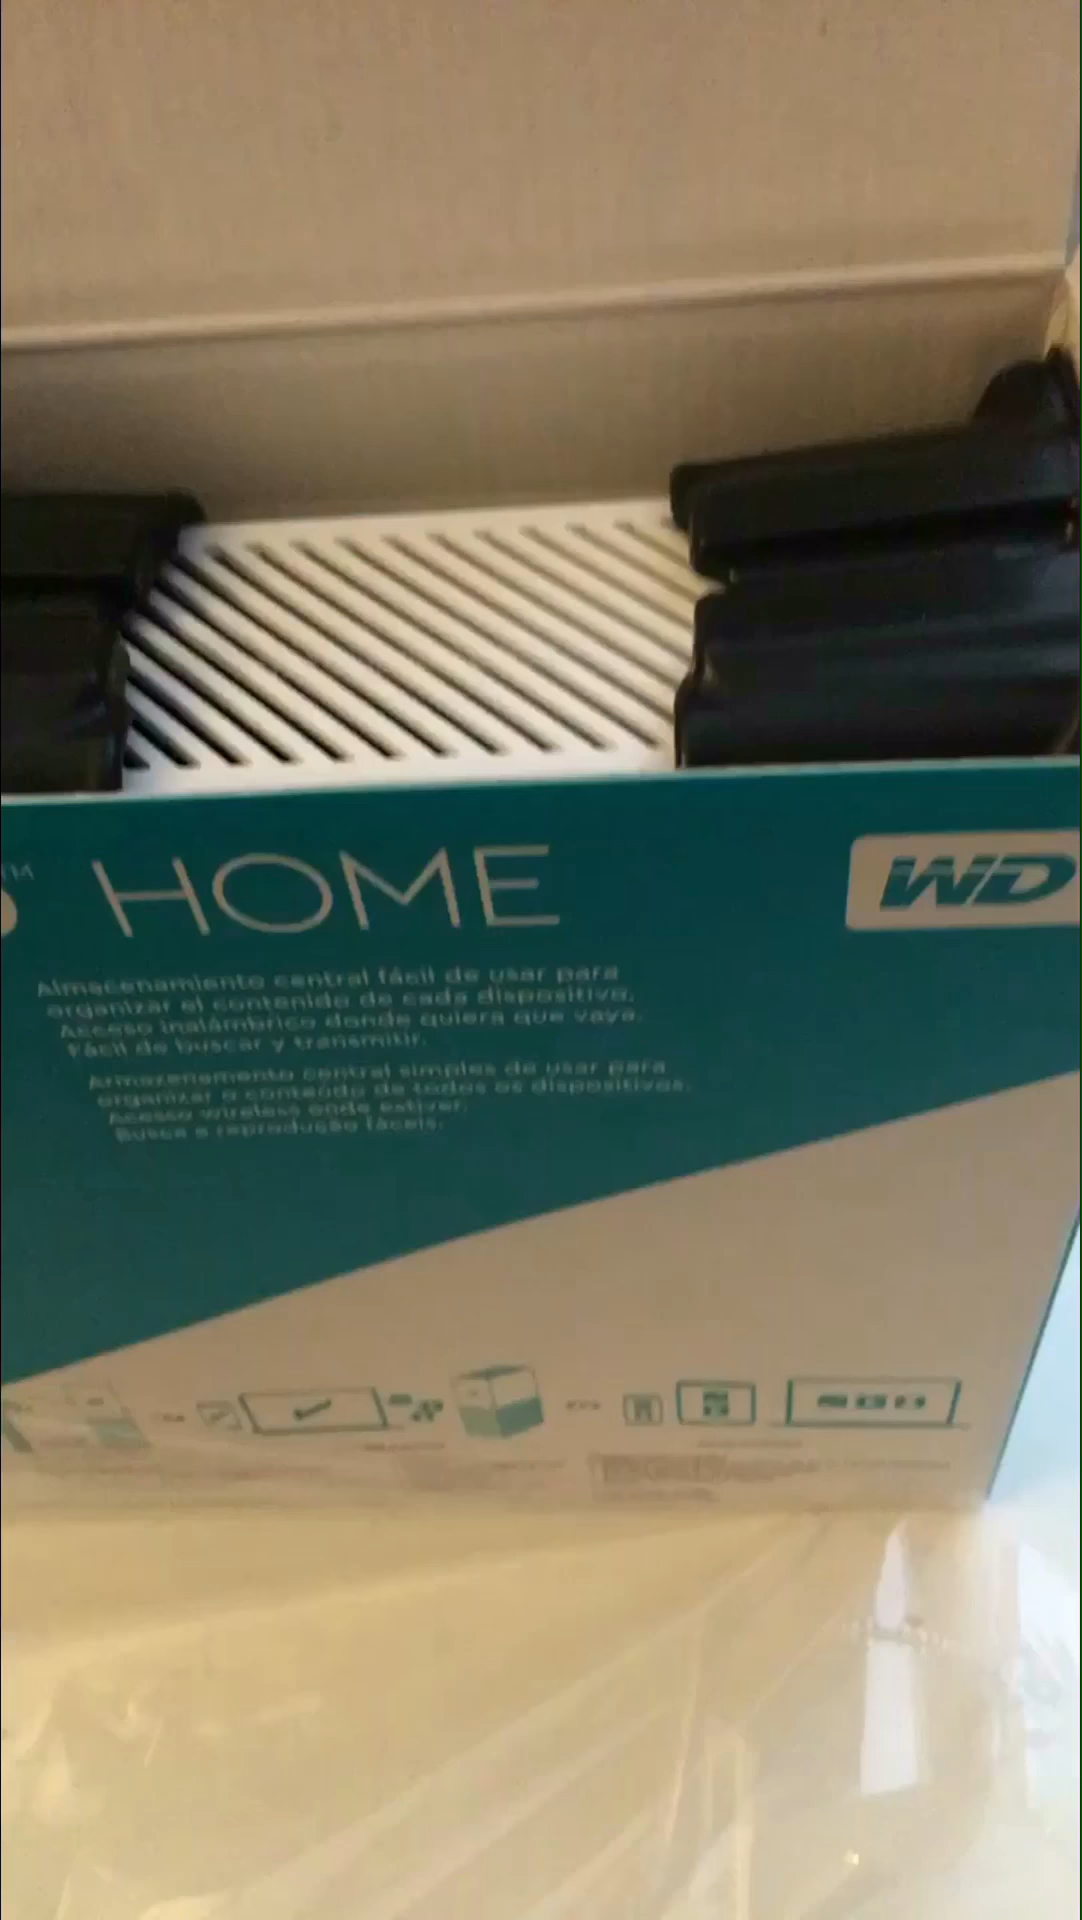 ™ HOME
WD
Almacenamiento central fácil de usar para
organizar el contenido de cada dispositivo.
Acceso inalámbrico donde quiera que vaya.
Fácil de buscar y transmitir.
Armazenamento central simples de usar para
organizar o conteúdo de todos os dispositivos.
Acesso wireless onde estiver.
Busca e reprodução fáceis.